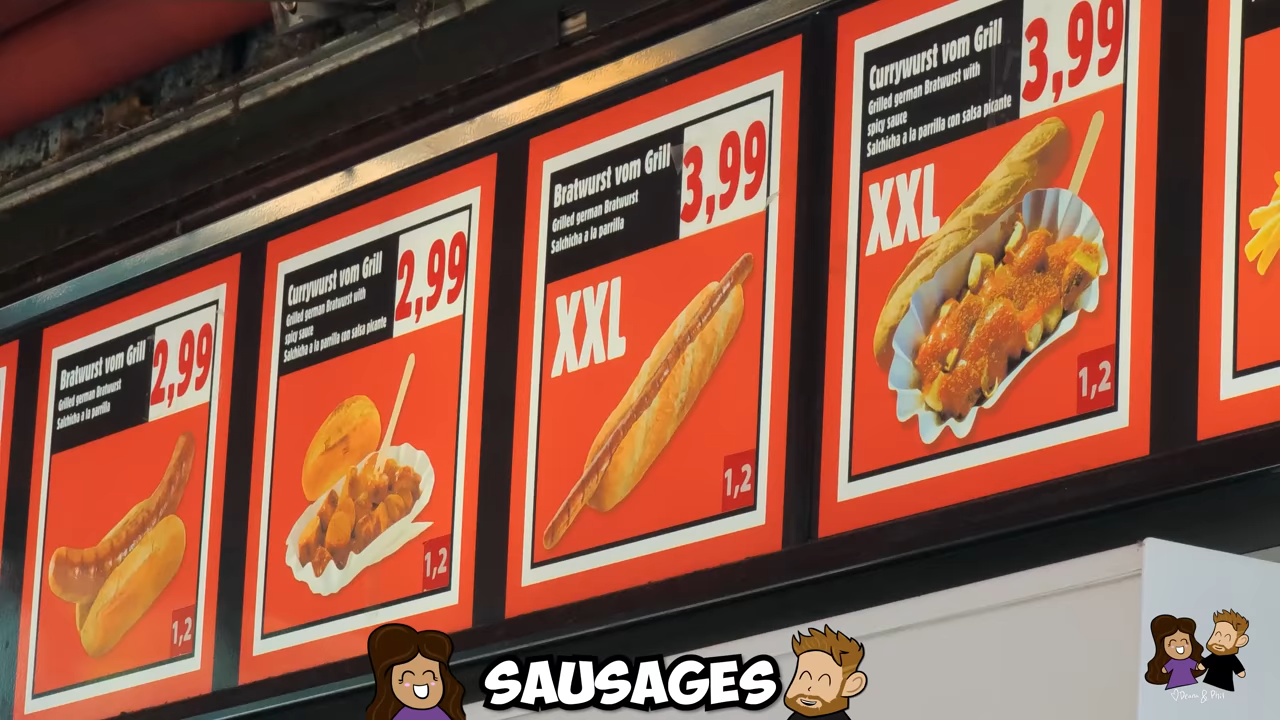 Bratwurst vom Grill
Grilled german Bratwurst
Salchicha a la parrilla
2,99
1,2
Currywurst vom Grill
Grilled german Bratwurst with
spicy sauce
Salchicha a la parrilla con salsa picante
2,99
1,2
Bratwurst vom Grill
Grilled german Bratwurst
Salchicha a la parrilla
3,99
XXL
1,2
Currywurst vom Grill
Grilled german Bratwurst with
spicy sauce
Salchicha a la parrilla con salsa picante
3,99
XXL
1,2
SAUSAGES